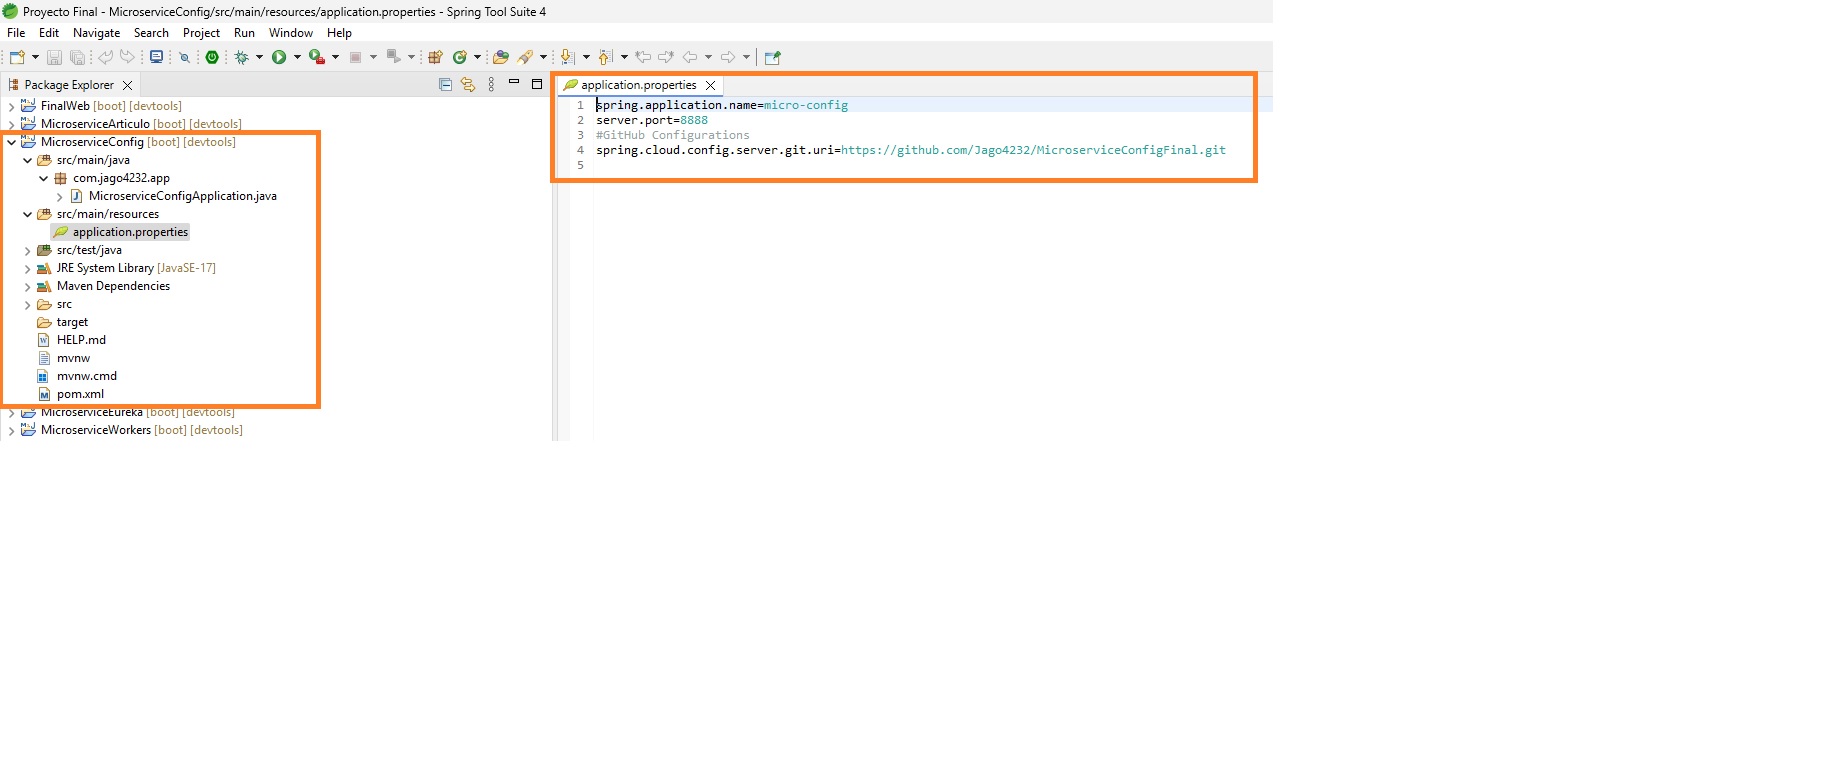 Proyecto Final - MicroserviceConfig/src/main/resources/application.properties - Spring Tool Suite 4
File Edit Navigate Search Project Run Window Help
Package Explorer
FinalWeb [boot] [devtools]
MicroserviceArticulo [boot] [devtools]
MicroserviceConfig [boot] [devtools]
src/main/java
com.jago4232.app
MicroserviceConfigApplication.java
src/main/resources
application.properties
src/test/java
JRE System Library [JavaSE-17]
Maven Dependencies
src
target
HELP.md
mvnw
mvnw.cmd
pom.xml
MicroserviceEureka [boot] [devtools]
MicroserviceWorkers [boot] [devtools]
application.properties
1 spring.application.name=micro-config
2 server.port=8888
3 #GitHub Configurations
4 spring.cloud.config.server.git.uri=https://github.com/Jago4232/MicroserviceConfigFinal.git
5